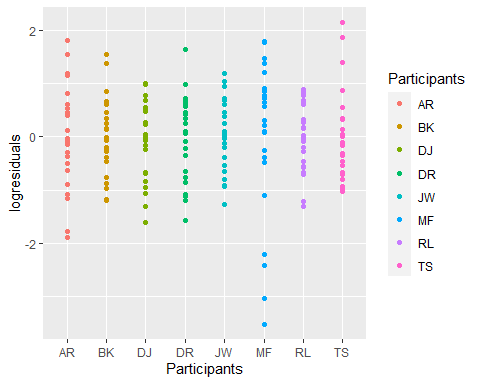 2
0
-2
logresiduals
AR BK DJ DR JW MF RL TS
Participants
Participants
AR
BK
DJ
DR
JW
MF
RL
TS